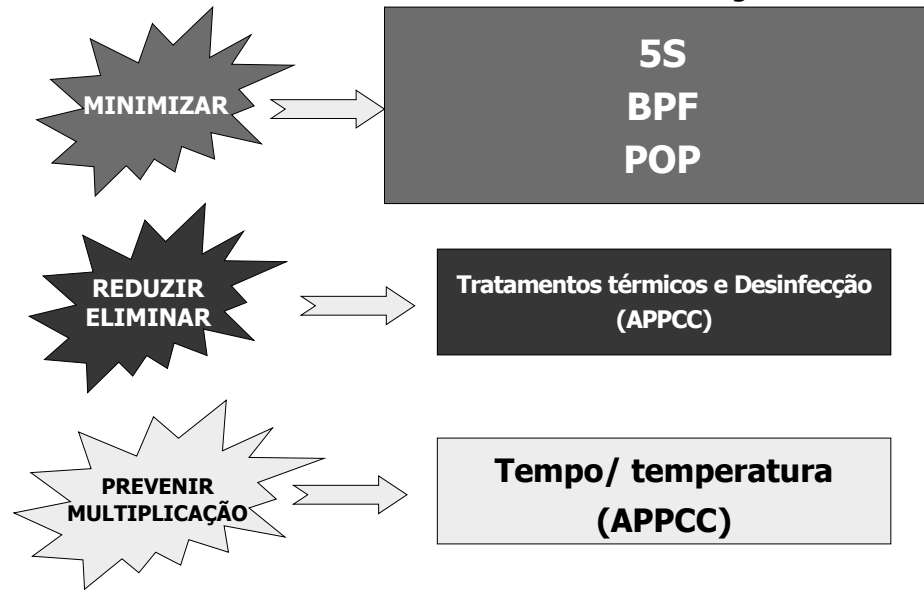 MINIMIZAR
5S
BPF
POP
REDUZIR
ELIMINAR
Tratamentos térmicos e Desinfecção
(APPCC)
PREVENIR
MULTIPLICAÇÃO
Tempo/ temperatura
(APPCC)